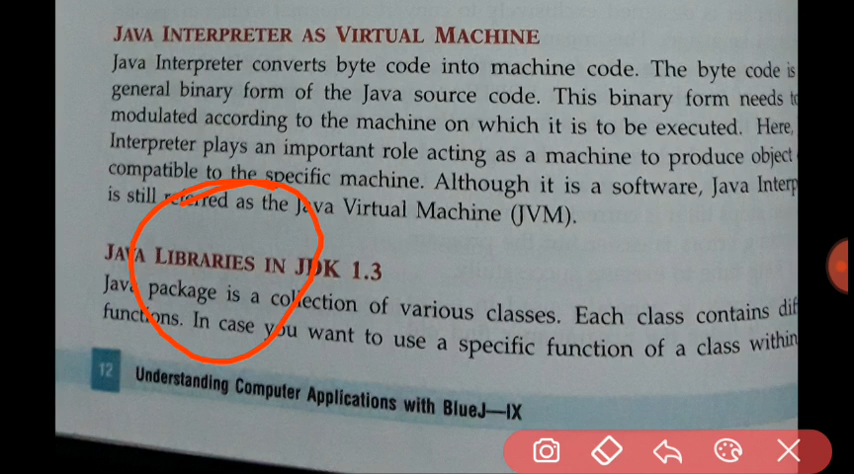 JAVA INTERPRETER AS VIRTUAL MACHINE
Java Interpreter converts byte code into machine code. The byte code is
general binary form of the Java source code. This binary form needs to
modulated according to the machine on which it is to be executed. Here,
Interpreter plays an important role acting as a machine to produce object
compatible to the specific machine. Although it is a software, Java Interp
is still referred as the Java Virtual Machine (JVM).
JAVA LIBRARIES IN JDK 1.3
Java package is a collection of various classes. Each class contains dif
functions. In case you want to use a specific function of a class within
12 Understanding Computer Applications with BlueJ—IX